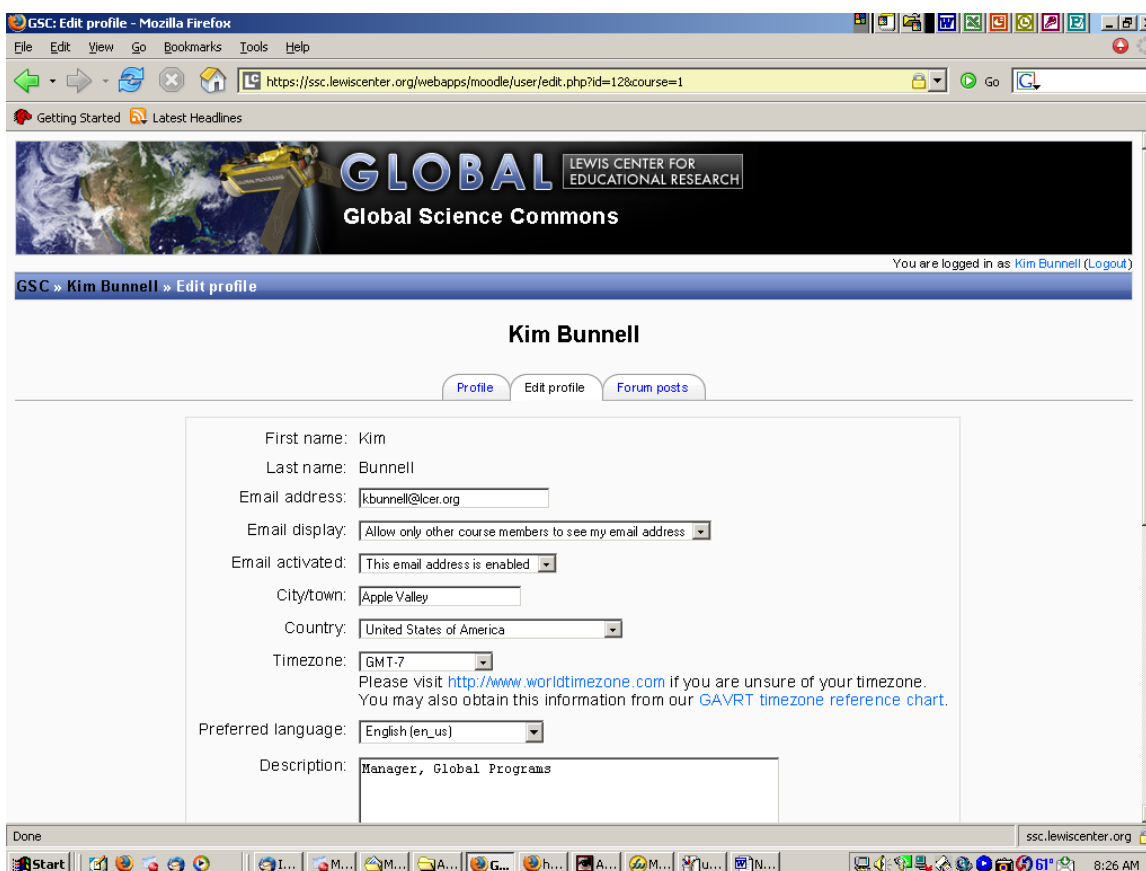 GSC: Edit profile - Mozilla Firefox
File Edit View Go Bookmarks Tools Help
https://ssc.lewiscenter.org/webapps/moodle/user/edit.php?id=12&course=1
Go
Getting Started Latest Headlines
GLOBAL LEWIS CENTER FOR EDUCATIONAL RESEARCH
Global Science Commons
You are logged in as Kim Bunnell (Logout)
GSC » Kim Bunnell » Edit profile
Kim Bunnell
Profile Edit profile Forum posts
First name: Kim
Last name: Bunnell
Email address: kbunnell@lcer.org
Email display: Allow only other course members to see my email address
Email activated: This email address is enabled
City/town: Apple Valley
Country: United States of America
Timezone: GMT-7
Please visit http://www.worldtimezone.com if you are unsure of your timezone.
You may also obtain this information from our GAVRT timezone reference chart.
Preferred language: English (en_us)
Description: Manager, Global Programs
Done ssc.lewiscenter.org
Start I... M... M... A... G... h... A... M... u... N... 61° 8:26 AM